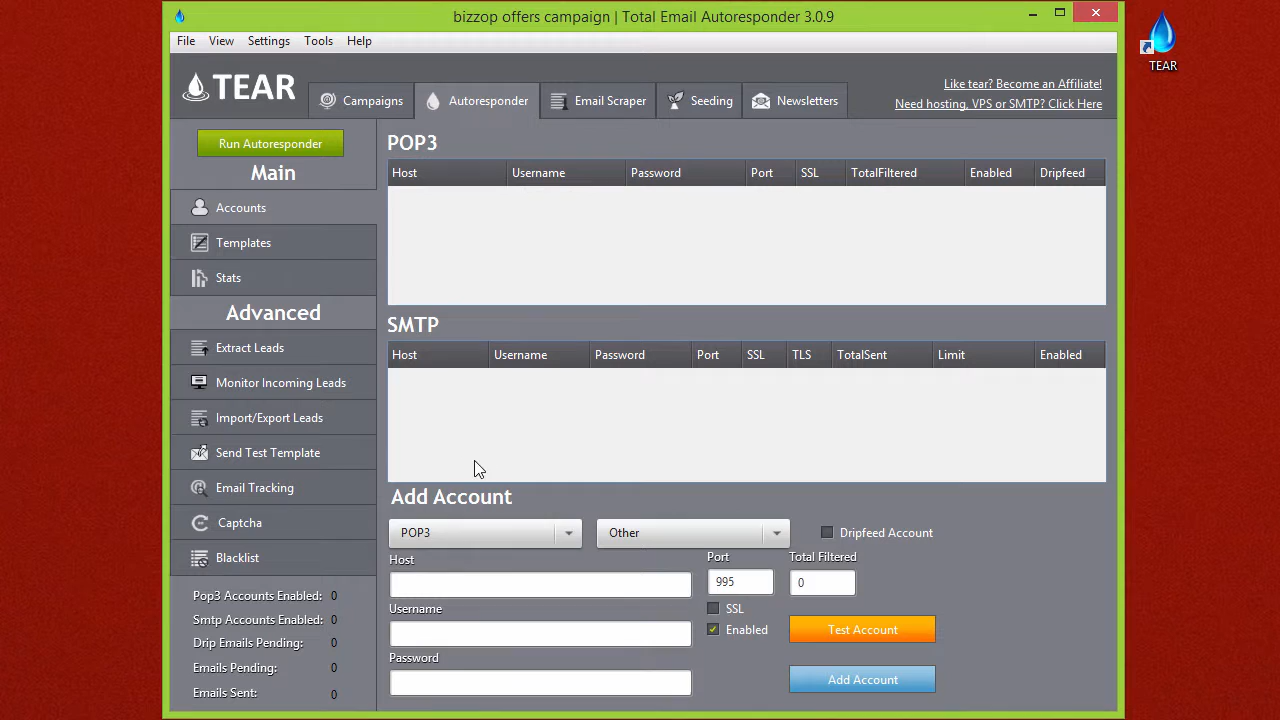 bizzop offers campaign | Total Email Autoresponder 3.0.9
File View Settings Tools Help
TEAR
Campaigns Autoresponder Email Scraper Seeding Newsletters
Like tear? Become an Affiliate!
Need hosting, VPS or SMTP? Click Here
TEAR
Run Autoresponder
Main
Accounts
Templates
Stats
Advanced
Extract Leads
Monitor Incoming Leads
Import/Export Leads
Send Test Template
Email Tracking
Captcha
Blacklist
Pop3 Accounts Enabled: 0
Smtp Accounts Enabled: 0
Drip Emails Pending: 0
Emails Pending: 0
Emails Sent: 0
POP3
Host Username Password Port SSL TotalFiltered Enabled Dripfeed
SMTP
Host Username Password Port SSL TLS TotalSent Limit Enabled
Add Account
POP3 Other Dripfeed Account
Host Port Total Filtered
995 0
Username SSL
Enabled Test Account
Password
Add Account